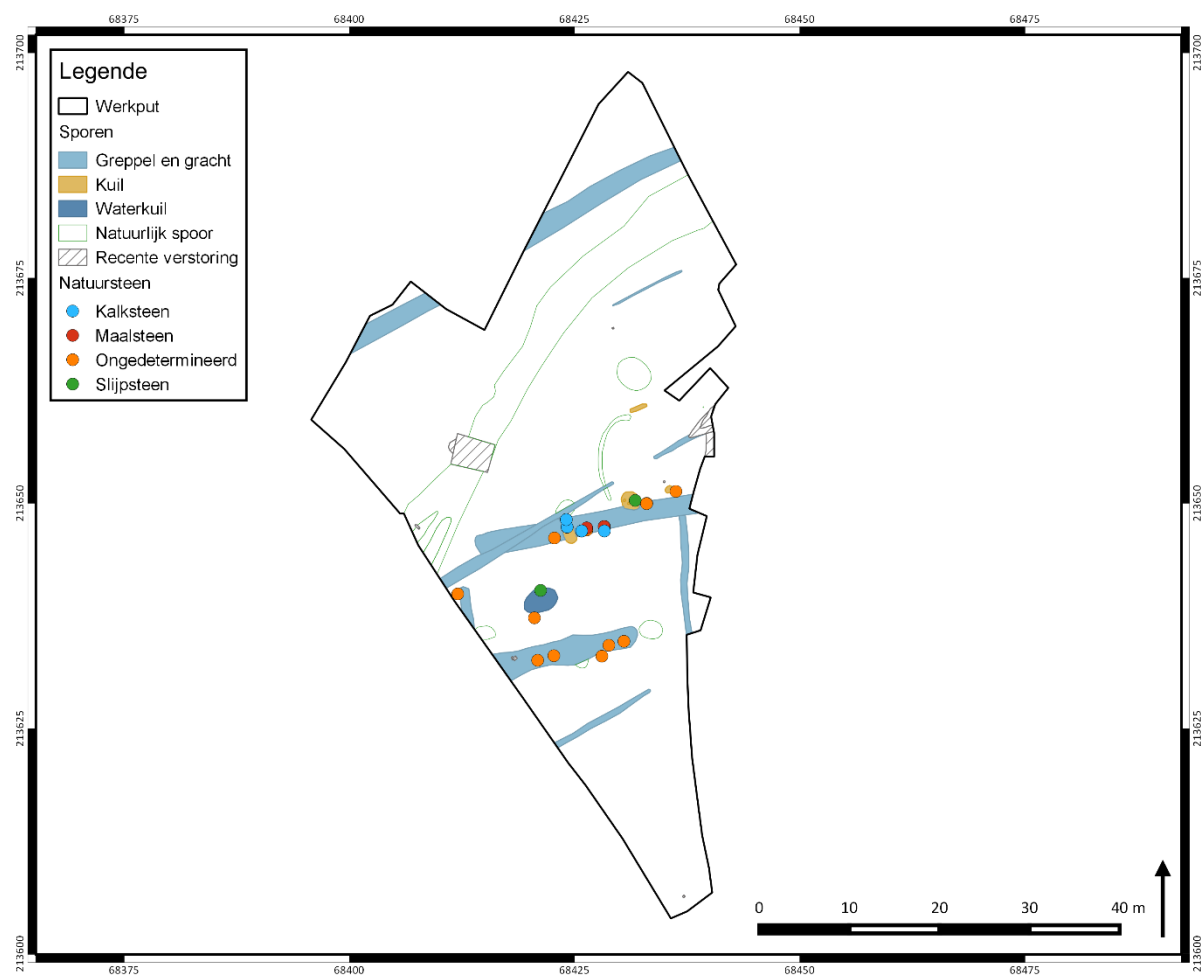 68375 68400 68425 68450 68475
213700 213700
Legende
Werkput
Sporen
Greppel en gracht
Kuil
Waterkuil
Natuurlijk spoor
Recente verstoring
Natuursteen
Kalksteen
Maalsteen
Ongedetermineerd
Slijpsteen
213675 213675
213650 213650
213625 213625
0 10 20 30 40 m
213600 213600
68375 68400 68425 68450 68475